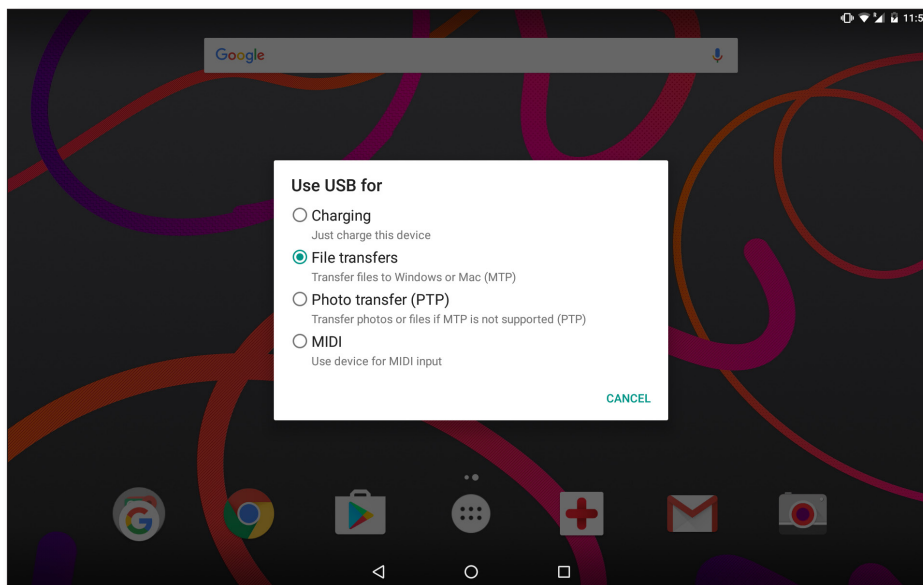 11:5
Google
Use USB for
Charging
Just charge this device
File transfers
Transfer files to Windows or Mac (MTP)
Photo transfer (PTP)
Transfer photos or files if MTP is not supported (PTP)
MIDI
Use device for MIDI input
CANCEL
G